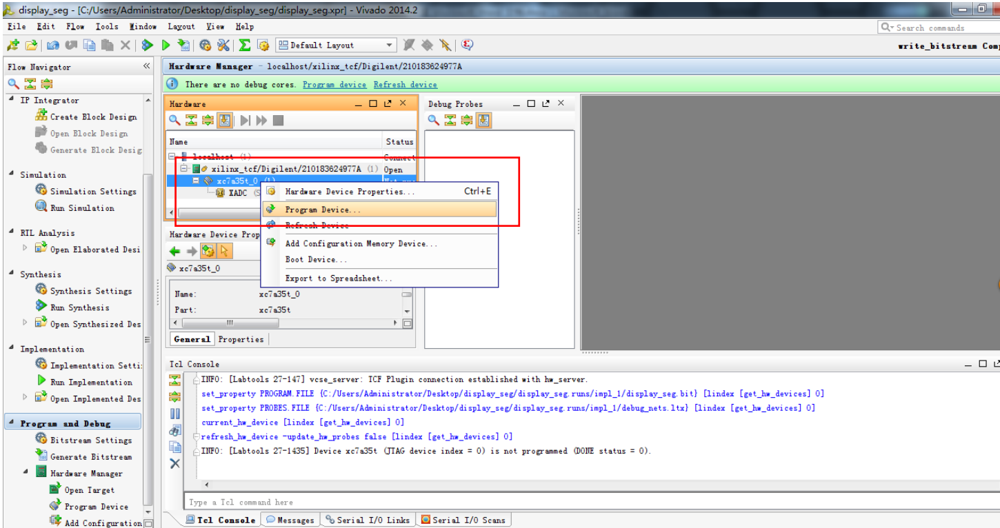 display_seg - [C:/Users/Administrator/Desktop/display_seg/display_seg.xpr] - Vivado 2014.2
File Edit Flow Tools Window Layout View Help
Search commands
Default Layout
write_bitstream Com
Flow Navigator
Hardware Manager - localhost/xilinx_tcf/Digilent/210183624977A
There are no debug cores. Program device Refresh device
IP Integrator
Create Block Design
Open Block Design
Generate Block Desig
Simulation
Simulation Settings
Run Simulation
RTL Analysis
Open Elaborated Desi
Synthesis
Synthesis Settings
Run Synthesis
Open Synthesized Des
Implementation
Implementation Setti
Run Implementation
Open Implemented Des
Program and Debug
Bitstream Settings
Generate Bitstream
Hardware Manager
Open Target
Program Device
Add Configuration
Hardware
Name Status
localhost (1) Connect
xilinx_tcf/Digilent/210183624977A (1) Open
xc7a35t_0 (1)
XADC (S
Hardware Device Properties... Ctrl+E
Program Device...
Refresh Device
Add Configuration Memory Device...
Boot Device...
Export to Spreadsheet...
Debug Probes
Hardware Device Prop
xc7a35t_0
Name: xc7a35t_0
Part: xc7a35t
General Properties
Tcl Console
INFO: [Labtools 27-147] vcse_server: TCF Plugin connection established with hw_server.
set_property PROGRAM.FILE {C:/Users/Administrator/Desktop/display_seg/display_seg.runs/impl_1/display_seg.bit} [lindex [get_hw_devices] 0]
set_property PROBES.FILE {C:/Users/Administrator/Desktop/display_seg/display_seg.runs/impl_1/debug_nets.ltx} [lindex [get_hw_devices] 0]
current_hw_device [lindex [get_hw_devices] 0]
refresh_hw_device -update_hw_probes false [lindex [get_hw_devices] 0]
INFO: [Labtools 27-1435] Device xc7a35t (JTAG device index = 0) is not programmed (DONE status = 0).
Type a Tcl command here
Tcl Console Messages Serial I/O Links Serial I/O Scans